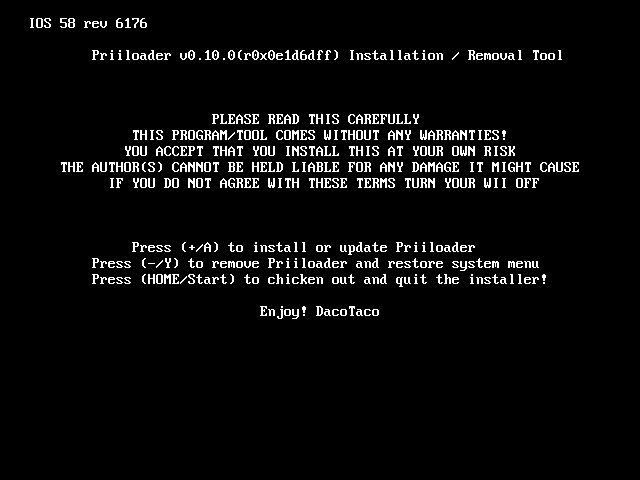 IOS 58 rev 6176
Priiloader v0.10.0(r0x0e1d6dff) Installation / Removal Tool
PLEASE READ THIS CAREFULLY
THIS PROGRAM/TOOL COMES WITHOUT ANY WARRANTIES!
YOU ACCEPT THAT YOU INSTALL THIS AT YOUR OWN RISK
THE AUTHOR(S) CANNOT BE HELD LIABLE FOR ANY DAMAGE IT MIGHT CAUSE
IF YOU DO NOT AGREE WITH THESE TERMS TURN YOUR WII OFF
Press (+/A) to install or update Priiloader
Press (-/Y) to remove Priiloader and restore system menu
Press (HOME/Start) to chicken out and quit the installer!
Enjoy! DacoTaco